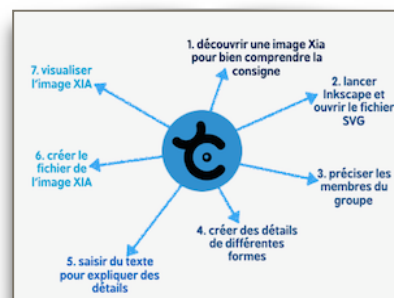 1. découvrir une image Xia
pour bien comprendre la
consigne
2. lancer
Inkscape et
ouvrir le fichier
SVG
3. préciser les
membres du
groupe
4. créer des détails
de différentes
formes
5. saisir du texte
pour expliquer des
détails
6. créer le
fichier de
l'image XIA
7. visualiser
l'image XIA